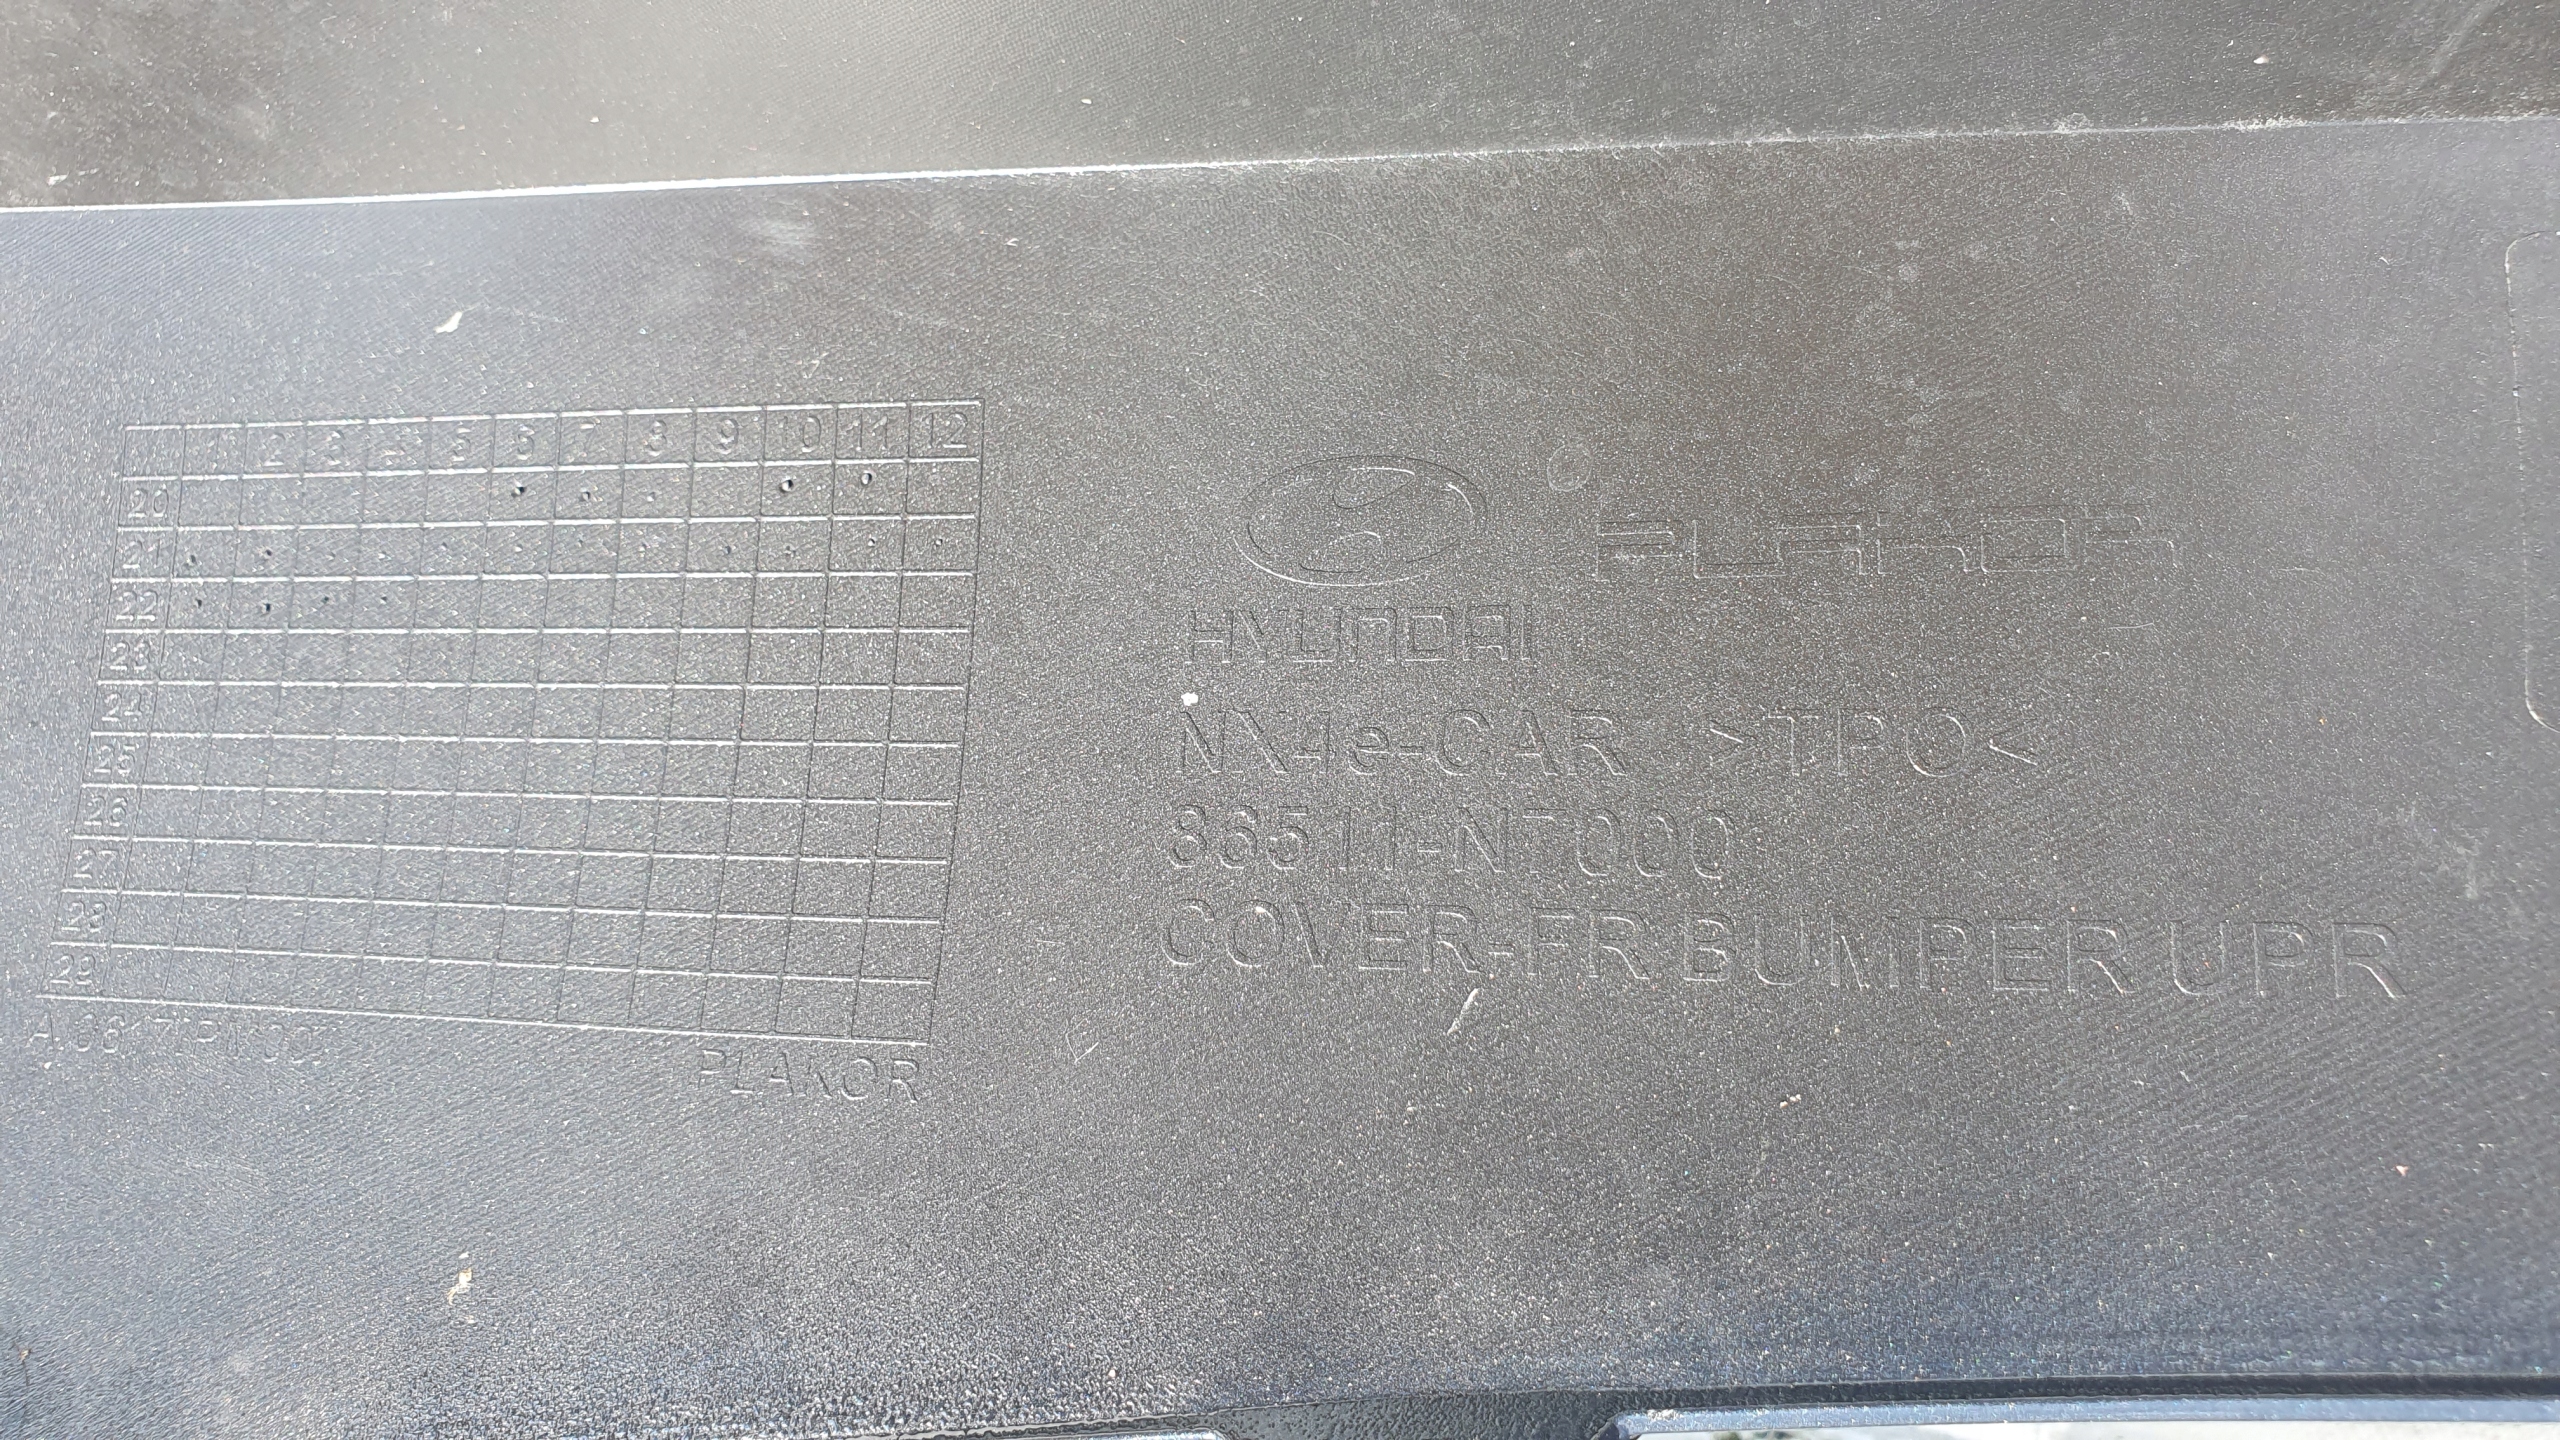 1 2 3 4 5 6 7 8 9 10 11 12
20
21
22
23
24
25
26
27
28
29
PLAKOR
PLAKOR
HYUNDAI
NX4e-CAR >TPO<
86511-N7000
COVER-FR BUMPER UPR